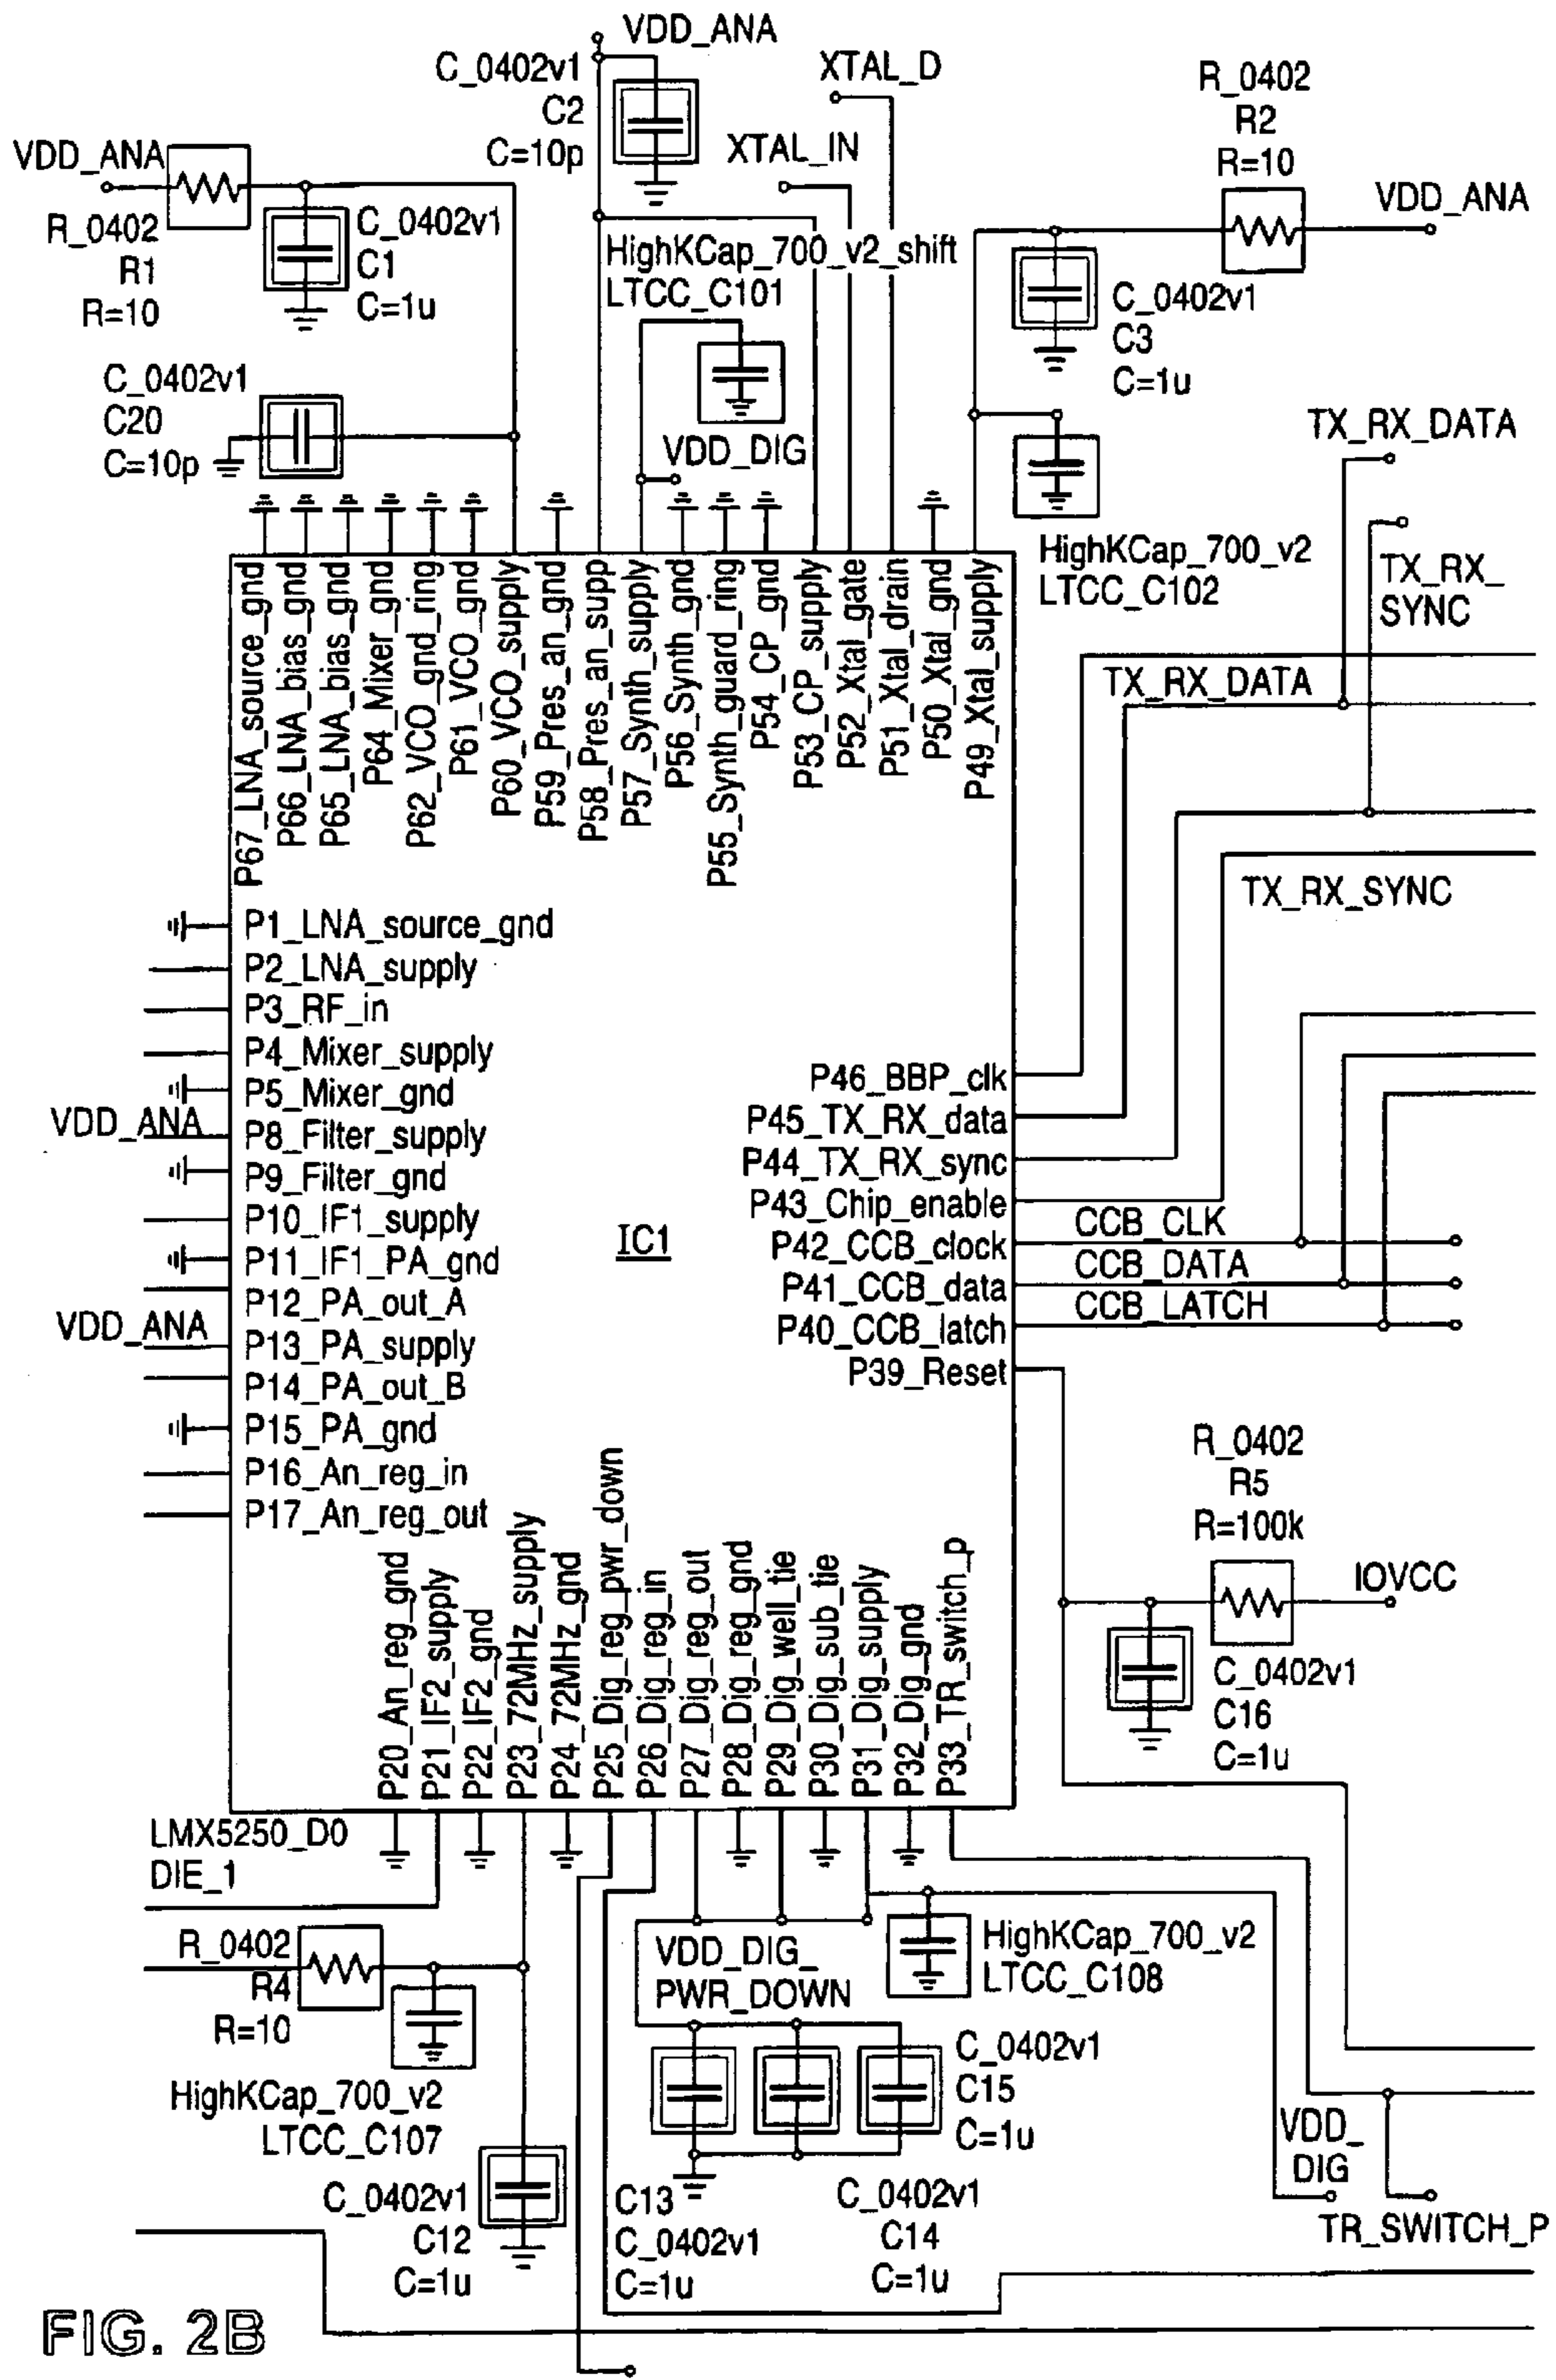 VDD_ANA
C_0402v1
C2
C=10p
XTAL_D
XTAL_IN
R_0402
R2
R=10
VDD_ANA
VDD_ANA
R_0402
R1
R=10
C_0402v1
C1
C=1u
HighKCap_700_v2_shift
LTCC_C101
C_0402v1
C3
C=1u
C_0402v1
C20
C=10p
VDD_DIG
TX_RX_DATA
HighKCap_700_v2
LTCC_C102
TX_RX_
SYNC
P67_LNA_source_gnd
P66_LNA_bias_gnd
P65_LNA_bias_gnd
P64_Mixer_gnd
P62_VCO_gnd_ring
P61_VCO_gnd
P60_VCO_supply
P59_Pres_an_gnd
P58_Pres_an_supp
P57_Synth_supply
P56_Synth_gnd
P55_Synth_guard_ring
P54_CP_gnd
P53_CP_supply
P52_Xtal_gate
P51_Xtal_drain
P50_Xtal_gnd
P49_Xtal_supply
TX_RX_DATA
TX_RX_SYNC
P1_LNA_source_gnd
P2_LNA_supply
P3_RF_in
P4_Mixer_supply
P5_Mixer_gnd
VDD_ANA
P8_Filter_supply
P9_Filter_gnd
P10_IF1_supply
P11_IF1_PA_gnd
P12_PA_out_A
VDD_ANA
P13_PA_supply
P14_PA_out_B
P15_PA_gnd
P16_An_reg_in
P17_An_reg_out
IC1
P46_BBP_clk
P45_TX_RX_data
P44_TX_RX_sync
P43_Chip_enable
P42_CCB_clock
P41_CCB_data
P40_CCB_latch
P39_Reset
CCB_CLK
CCB_DATA
CCB_LATCH
R_0402
R5
R=100k
IOVCC
C_0402v1
C16
C=1u
P20_An_reg_gnd
P21_IF2_supply
P22_IF2_gnd
P23_72MHz_supply
P24_72MHz_gnd
P25_Dig_reg_pwr_down
P26_Dig_reg_in
P27_Dig_reg_out
P28_Dig_reg_gnd
P29_Dig_well_tie
P30_Dig_sub_tie
P31_Dig_supply
P32_Dig_gnd
P33_TR_switch_p
LMX5250_D0
DIE_1
R_0402
R4
R=10
HighKCap_700_v2
LTCC_C107
VDD_DIG_
PWR_DOWN
HighKCap_700_v2
LTCC_C108
C_0402v1
C15
C=1u
C_0402v1
C12
C=1u
C13
C_0402v1
C=1u
C_0402v1
C14
C=1u
VDD_
DIG
TR_SWITCH_P
FIG. 2B